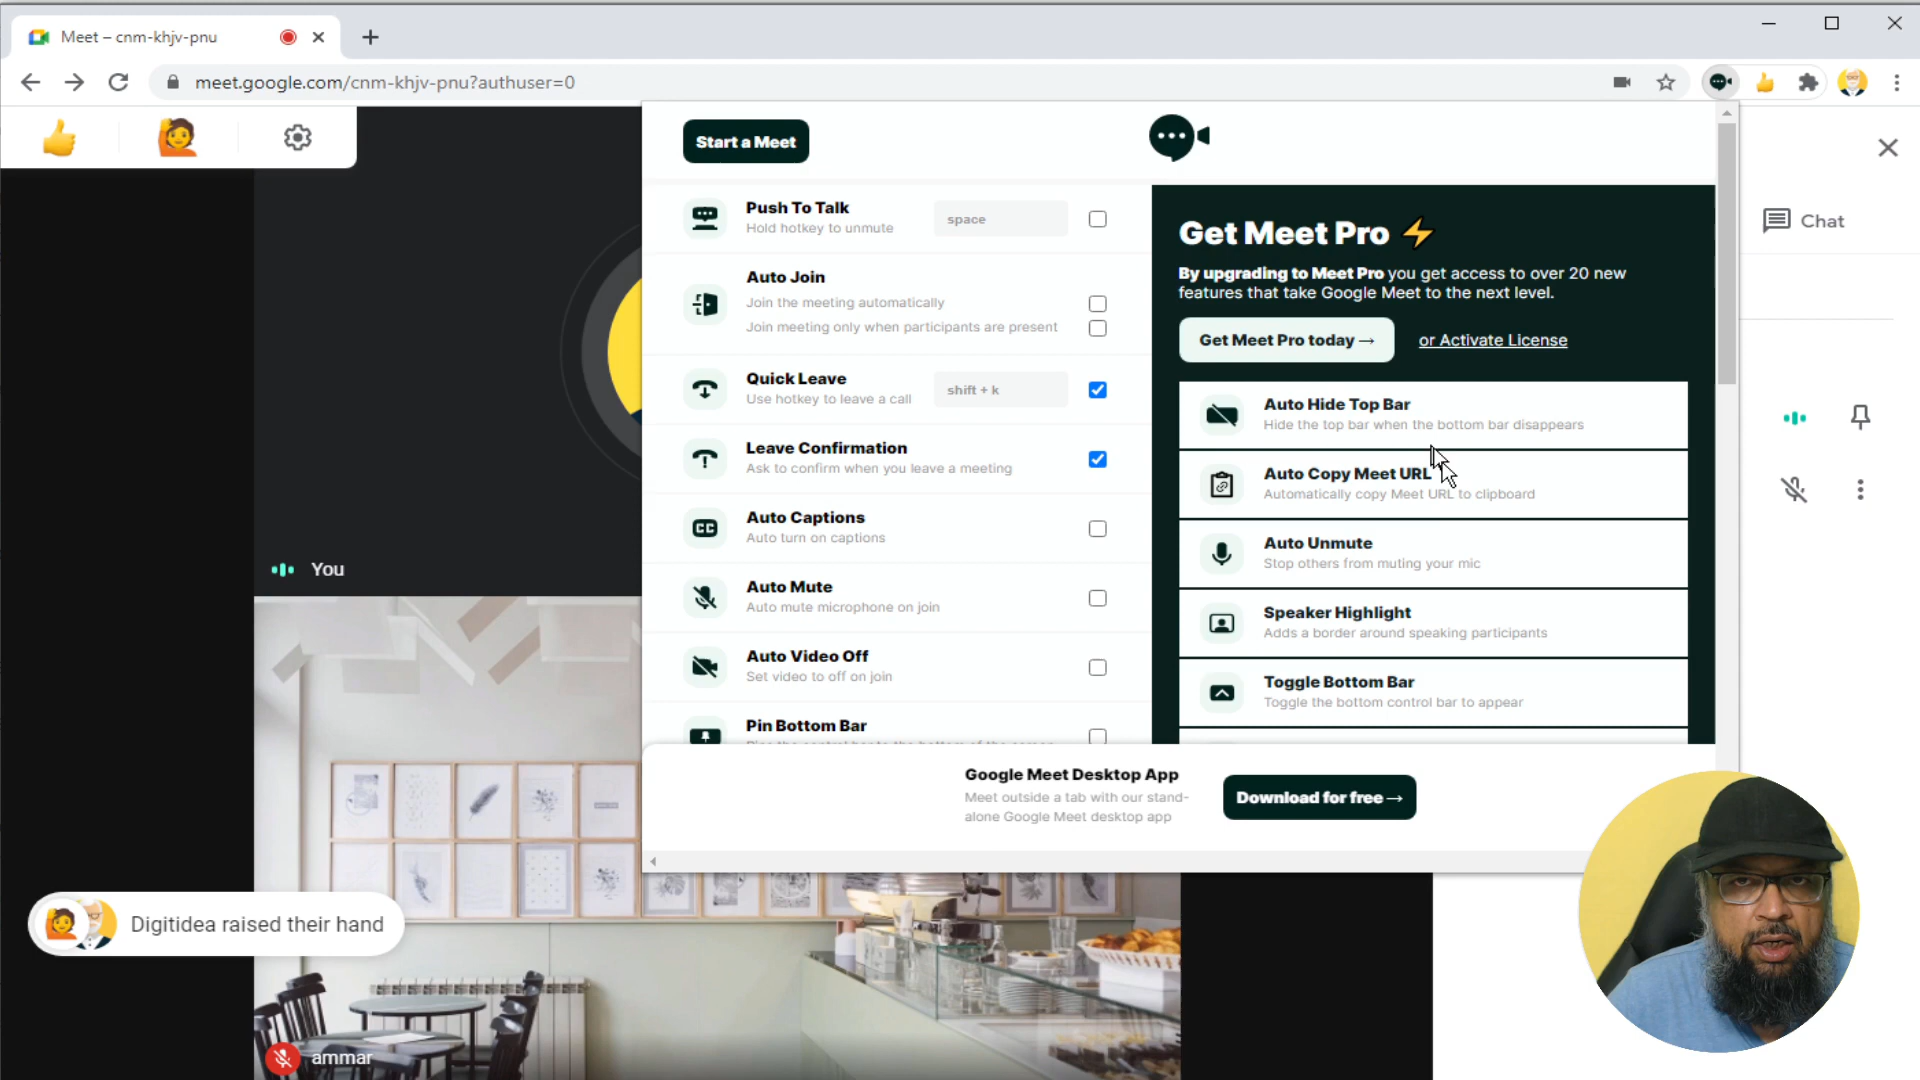 Meet – cnm-khjv-pnu
meet.google.com/cnm-khjv-pnu?authuser=0
Start a Meet
Push To Talk
Hold hotkey to unmute
space
Auto Join
Join the meeting automatically
Join meeting only when participants are present
Quick Leave
Use hotkey to leave a call
shift + k
Leave Confirmation
Ask to confirm when you leave a meeting
CC
Auto Captions
Auto turn on captions
Auto Mute
Auto mute microphone on join
Auto Video Off
Set video to off on join
Pin Bottom Bar
Get Meet Pro
By upgrading to Meet Pro you get access to over 20 new
features that take Google Meet to the next level.
Get Meet Pro today →
or Activate License
Auto Hide Top Bar
Hide the top bar when the bottom bar disappears
Auto Copy Meet URL
Automatically copy Meet URL to clipboard
Auto Unmute
Stop others from muting your mic
Speaker Highlight
Adds a border around speaking participants
Toggle Bottom Bar
Toggle the bottom control bar to appear
Google Meet Desktop App
Meet outside a tab with our stand-
alone Google Meet desktop app
Download for free →
Chat
You
Digitidea raised their hand
ammar